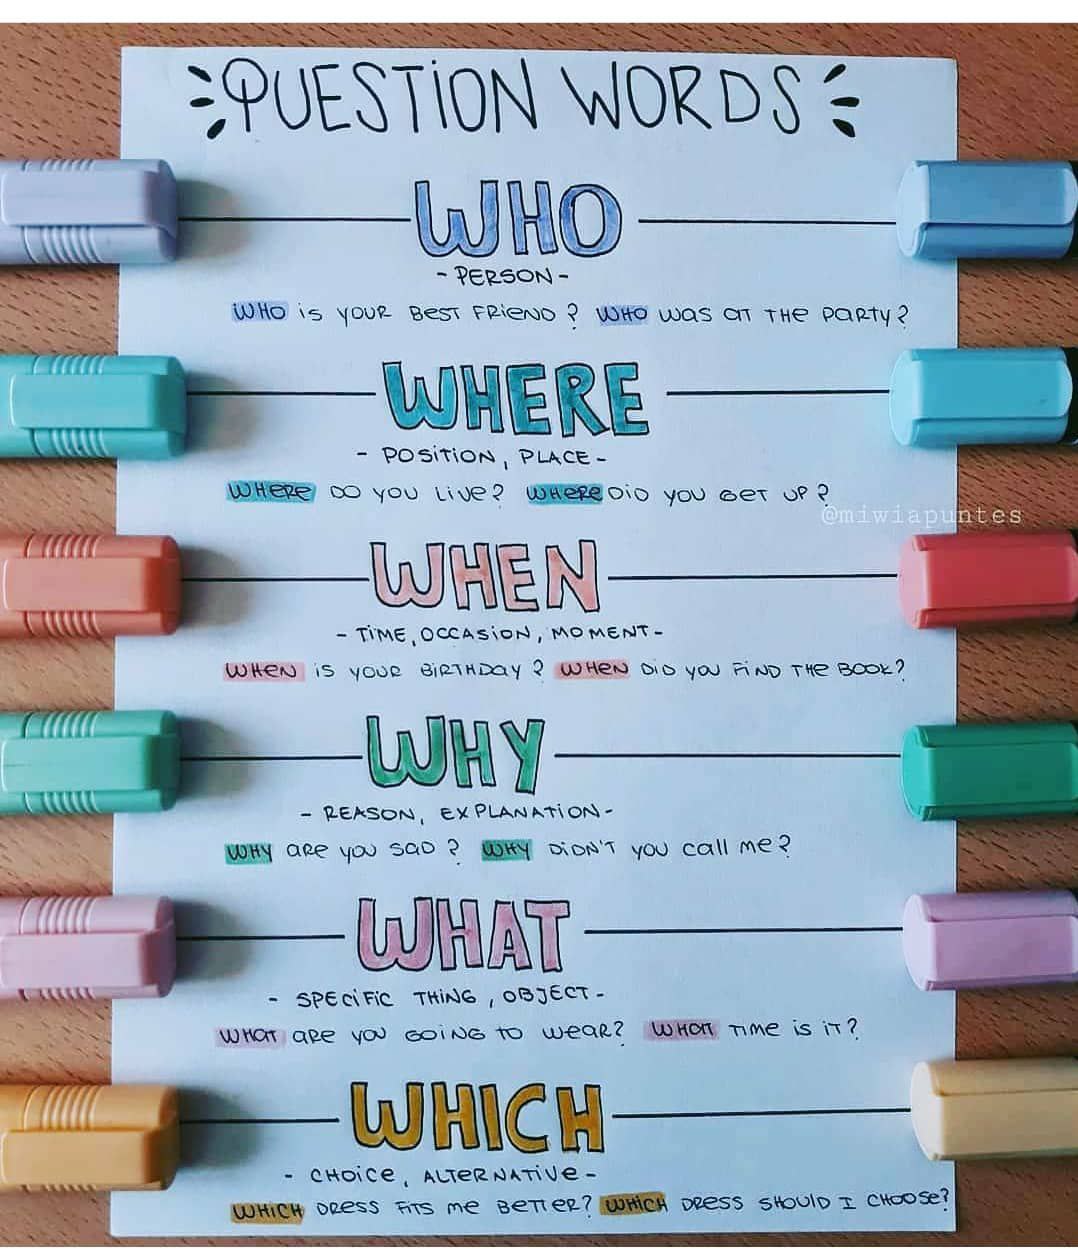 QUESTION WORDS
WHO
- PERSON -
WHO is YOUR BEST FRIEND? WHO was at THE PARTY?
WHERE
- POSITION, PLACE -
WHERE DO YOU LIVE? WHERE DID YOU GET UP?
@miwiapuntes
WHEN
- TIME, OCCASION, MOMENT -
WHEN IS YOUR BIRTHDAY? WHEN DID YOU FIND THE BOOK?
WHY
- REASON, EXPLANATION -
WHY ARE YOU SAD? WHY DIDN'T YOU CALL ME?
WHAT
- SPECIFIC THING, OBJECT -
WHAT ARE YOU GOING TO WEAR? WHAT TIME IS IT?
WHICH
- CHOICE, ALTERNATIVE -
WHICH DRESS FITS ME BETTER? WHICH DRESS SHOULD I CHOOSE?